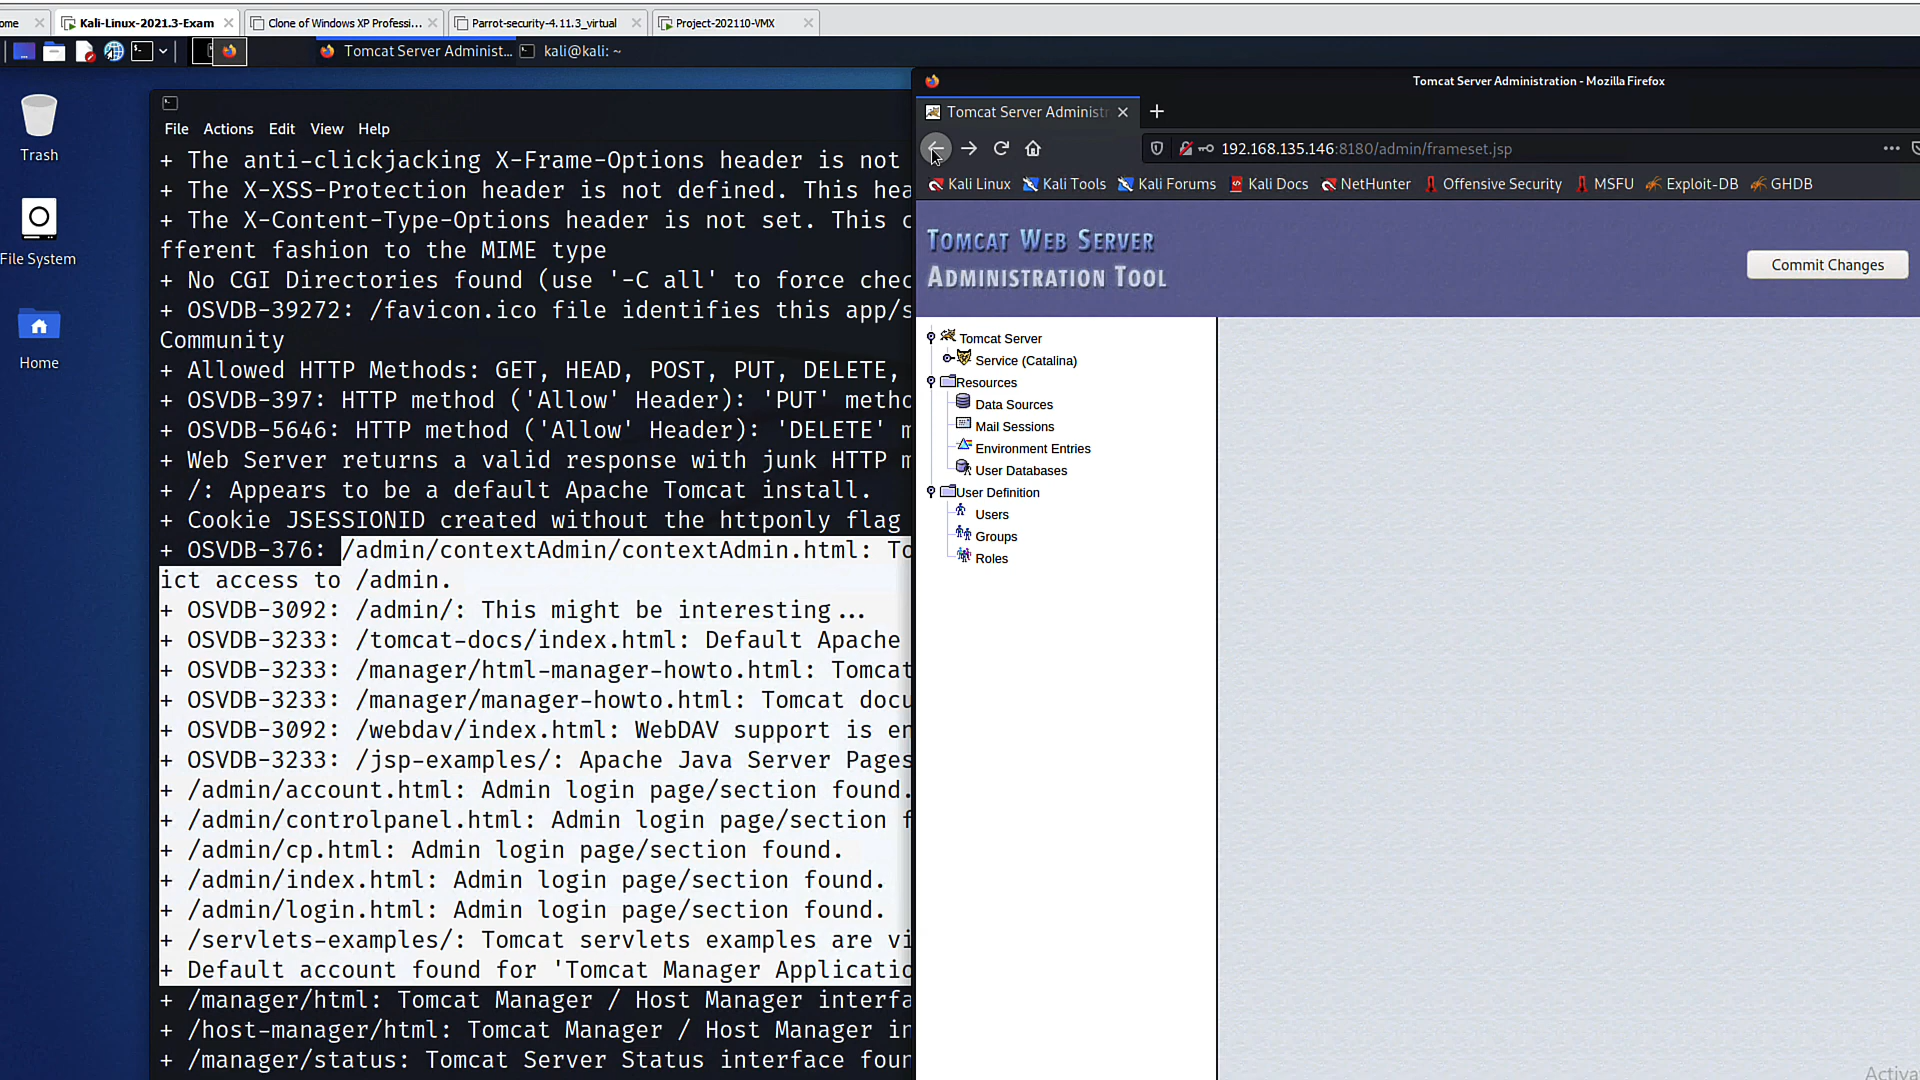 ome
Kali-Linux-2021.3-Exam
Clone of Windows XP Professi...
Parrot-security-4.11.3_virtual
Project-202110-VMX
Tomcat Server Administ...
kali@kali: ~
Trash
File System
Home
File Actions Edit View Help
+ The anti-clickjacking X-Frame-Options header is not
+ The X-XSS-Protection header is not defined. This hea
+ The X-Content-Type-Options header is not set. This c
fferent fashion to the MIME type
+ No CGI Directories found (use '-C all' to force chec
+ OSVDB-39272: /favicon.ico file identifies this app/s
Community
+ Allowed HTTP Methods: GET, HEAD, POST, PUT, DELETE,
+ OSVDB-397: HTTP method ('Allow' Header): 'PUT' metho
+ OSVDB-5646: HTTP method ('Allow' Header): 'DELETE' m
+ Web Server returns a valid response with junk HTTP m
+ /: Appears to be a default Apache Tomcat install.
+ Cookie JSESSIONID created without the httponly flag
+ OSVDB-376: /admin/contextAdmin/contextAdmin.html: To
ict access to /admin.
+ OSVDB-3092: /admin/: This might be interesting...
+ OSVDB-3233: /tomcat-docs/index.html: Default Apache
+ OSVDB-3233: /manager/html-manager-howto.html: Tomcat
+ OSVDB-3233: /manager/manager-howto.html: Tomcat docu
+ OSVDB-3092: /webdav/index.html: WebDAV support is en
+ OSVDB-3233: /jsp-examples/: Apache Java Server Pages
+ /admin/account.html: Admin login page/section found.
+ /admin/controlpanel.html: Admin login page/section f
+ /admin/cp.html: Admin login page/section found.
+ /admin/index.html: Admin login page/section found.
+ /admin/login.html: Admin login page/section found.
+ /servlets-examples/: Tomcat servlets examples are vi
+ Default account found for 'Tomcat Manager Applicatio
+ /manager/html: Tomcat Manager / Host Manager interfa
+ /host-manager/html: Tomcat Manager / Host Manager in
+ /manager/status: Tomcat Server Status interface foun
Tomcat Server Administration - Mozilla Firefox
Tomcat Server Administr
192.168.135.146:8180/admin/frameset.jsp
Kali Linux
Kali Tools
Kali Forums
Kali Docs
NetHunter
Offensive Security
MSFU
Exploit-DB
GHDB
TOMCAT WEB SERVER
ADMINISTRATION TOOL
Commit Changes
Tomcat Server
Service (Catalina)
Resources
Data Sources
Mail Sessions
Environment Entries
User Databases
User Definition
Users
Groups
Roles
Activa